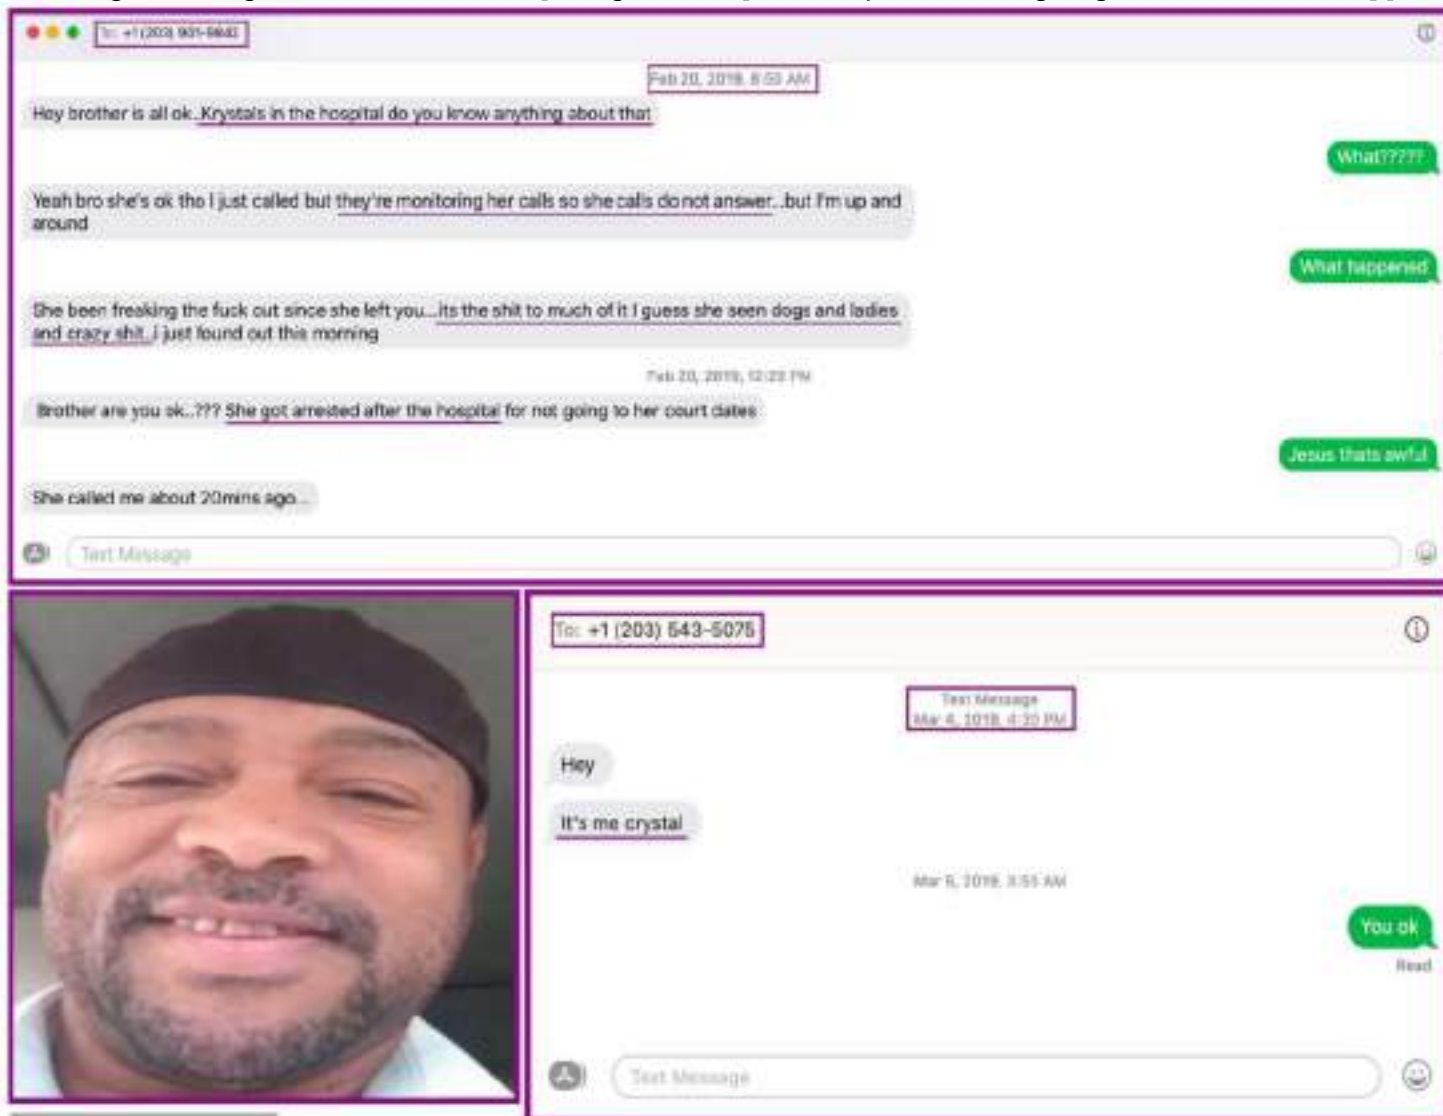 To: +1 (203)
Feb 20, 2019, 8:53 AM
Hey brother is all ok..Krystals in the hospital do you know anything about that
What?????
Yeah bro she's ok tho I just called but they're monitoring her calls so she calls do not answer...but I'm up and
around
What happened
She been freaking the fuck out since she left you...its the shit to much of it I guess she seen dogs and ladies
and crazy shit..i just found out this morning
Feb 20, 2019, 12:23 PM
Brother are you ok..??? She got arrested after the hospital for not going to her court dates
Jesus thats awful
She called me about 20mins ago...
Text Message
To: +1 (203) 543-5075
Text Message
Mar 4, 2019, 4:30 PM
Hey
It's me crystal
Mar 5, 2019, 3:55 AM
You ok
Read
Text Message